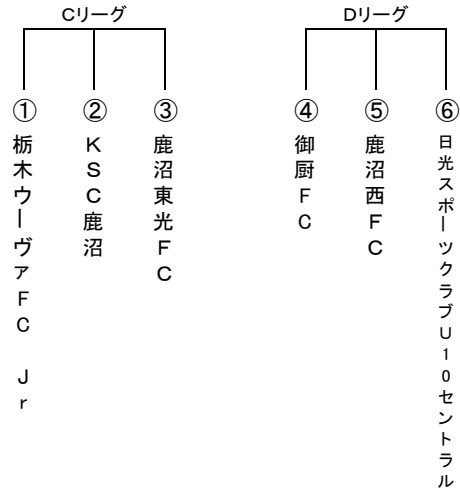 Cリーグ
Dリーグ
①
②
③
④
⑤
⑥
栃木ウーヴァFC Jr
KSC鹿沼
鹿沼東光FC
御厨FC
鹿沼西FC
日光スポーツクラブU10セントラル